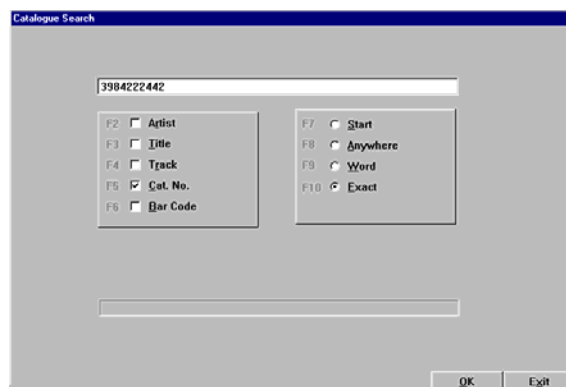 Catalogue Search
3984222442
F2 Artist
F3 Title
F4 Track
F5 Cat. No.
F6 Bar Code
F7 Start
F8 Anywhere
F9 Word
F10 Exact
OK Exit